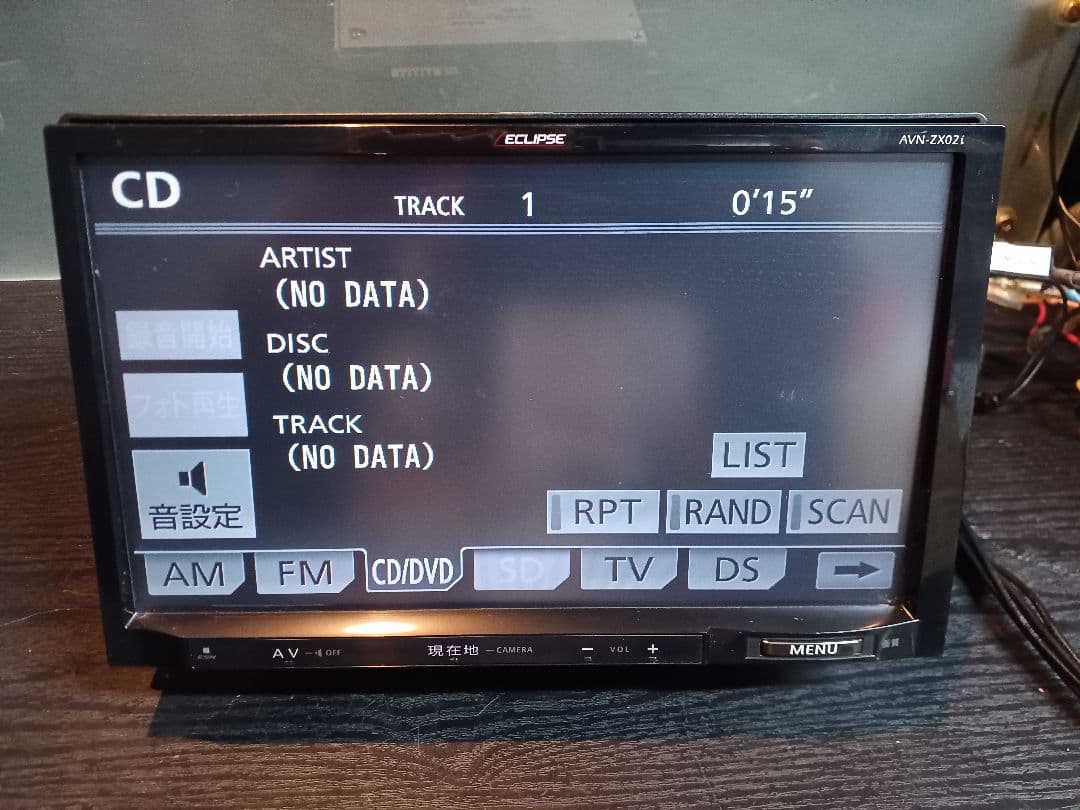 ECLIPSE
AVN-ZX02i
CD
TRACK 1 0'15"
ARTIST
(NO DATA)
録音開始
DISC
(NO DATA)
フォト再生
TRACK
(NO DATA)
LIST
音設定
RPT RAND SCAN
AM FM CD/DVD SD TV DS
ESN AV OFF 現在地 CAMERA − VOL + MENU